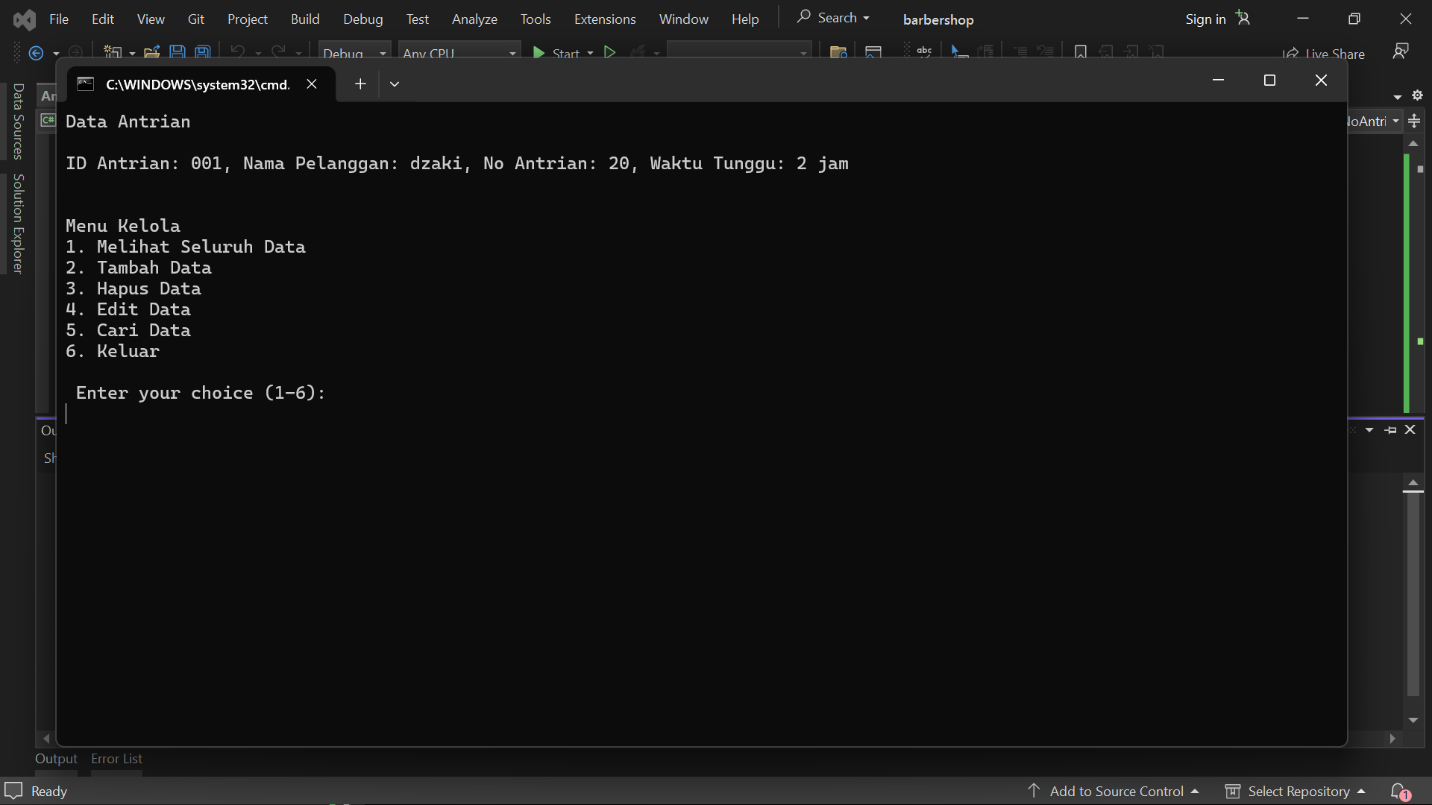 File Edit View Git Project Build Debug Test Analyze Tools Extensions Window Help Search barbershop Sign in
Debug Any CPU Start abc Live Share
C:\WINDOWS\system32\cmd.
Data Sources
Solution Explorer
C#
NoAntri
Data Antrian
ID Antrian: 001, Nama Pelanggan: dzaki, No Antrian: 20, Waktu Tunggu: 2 jam
Menu Kelola
1. Melihat Seluruh Data
2. Tambah Data
3. Hapus Data
4. Edit Data
5. Cari Data
6. Keluar
Enter your choice (1-6):
Output Error List
Ready Add to Source Control Select Repository 1